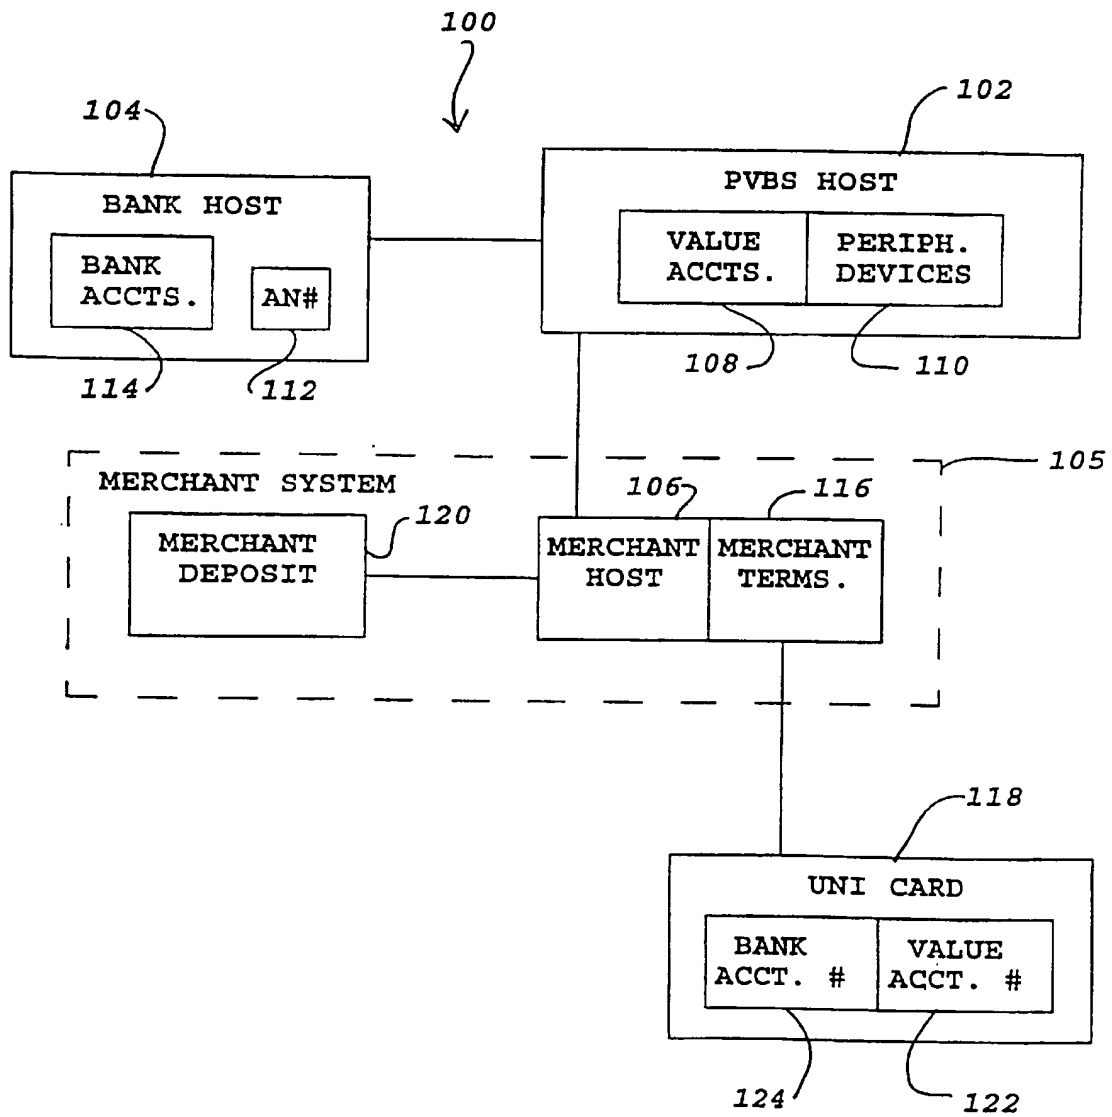 100
104
102
BANK HOST
BANK
ACCTS.
AN#
PVBS HOST
VALUE
ACCTS.
PERIPH.
DEVICES
114
112
108
110
105
MERCHANT SYSTEM
106
116
120
MERCHANT
DEPOSIT
MERCHANT
HOST
MERCHANT
TERMS.
118
UNI CARD
BANK
ACCT. #
VALUE
ACCT. #
124
122